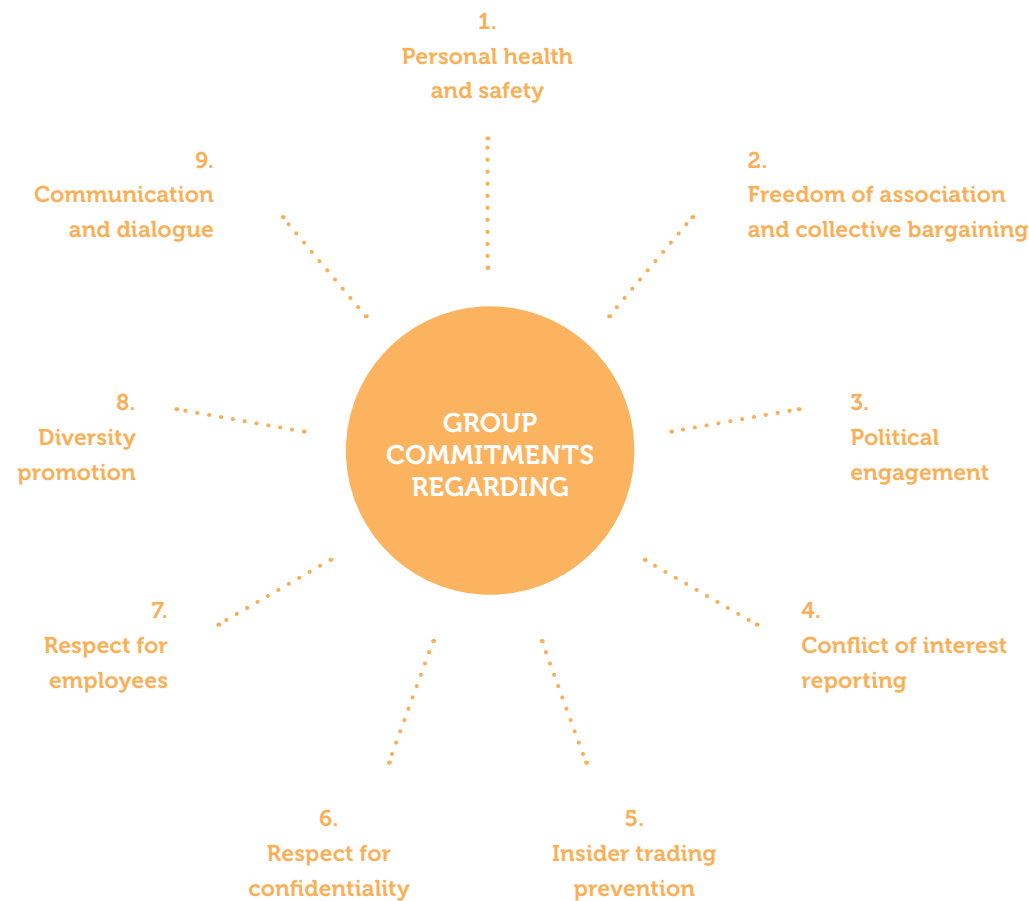 1.
Personal health
and safety
2.
Freedom of association
and collective bargaining
3.
Political
engagement
4.
Conflict of interest
reporting
5.
Insider trading
prevention
6.
Respect for
confidentiality
7.
Respect for
employees
8.
Diversity
promotion
9.
Communication
and dialogue
GROUP
COMMITMENTS
REGARDING